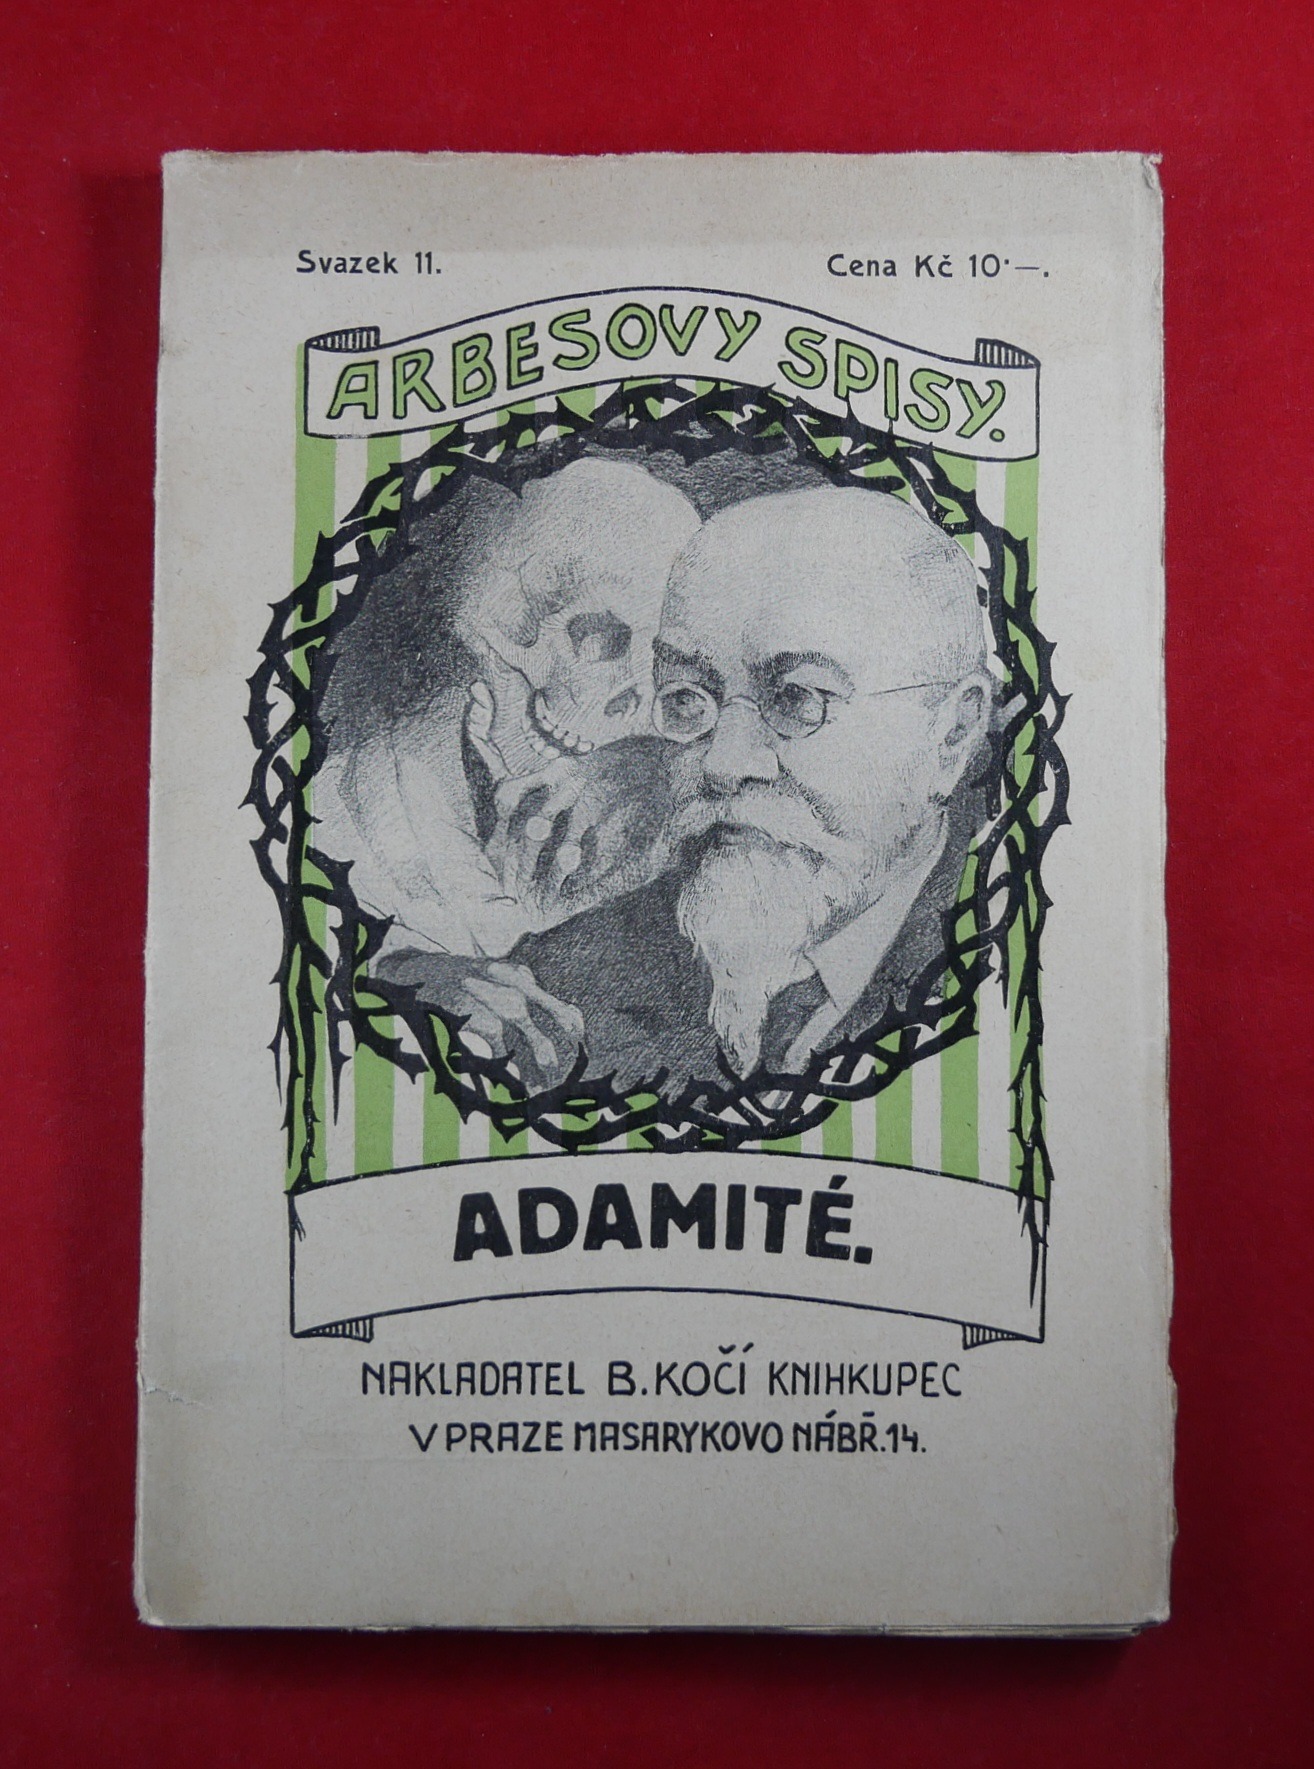 Svazek 11.
Cena Kč 10·—.
ARBESOVY SPISY.
ADAMITÉ.
NAKLADATEL B. KOČÍ KNIHKUPEC
V PRAZE MASARYKOVO NÁBŘ. 14.